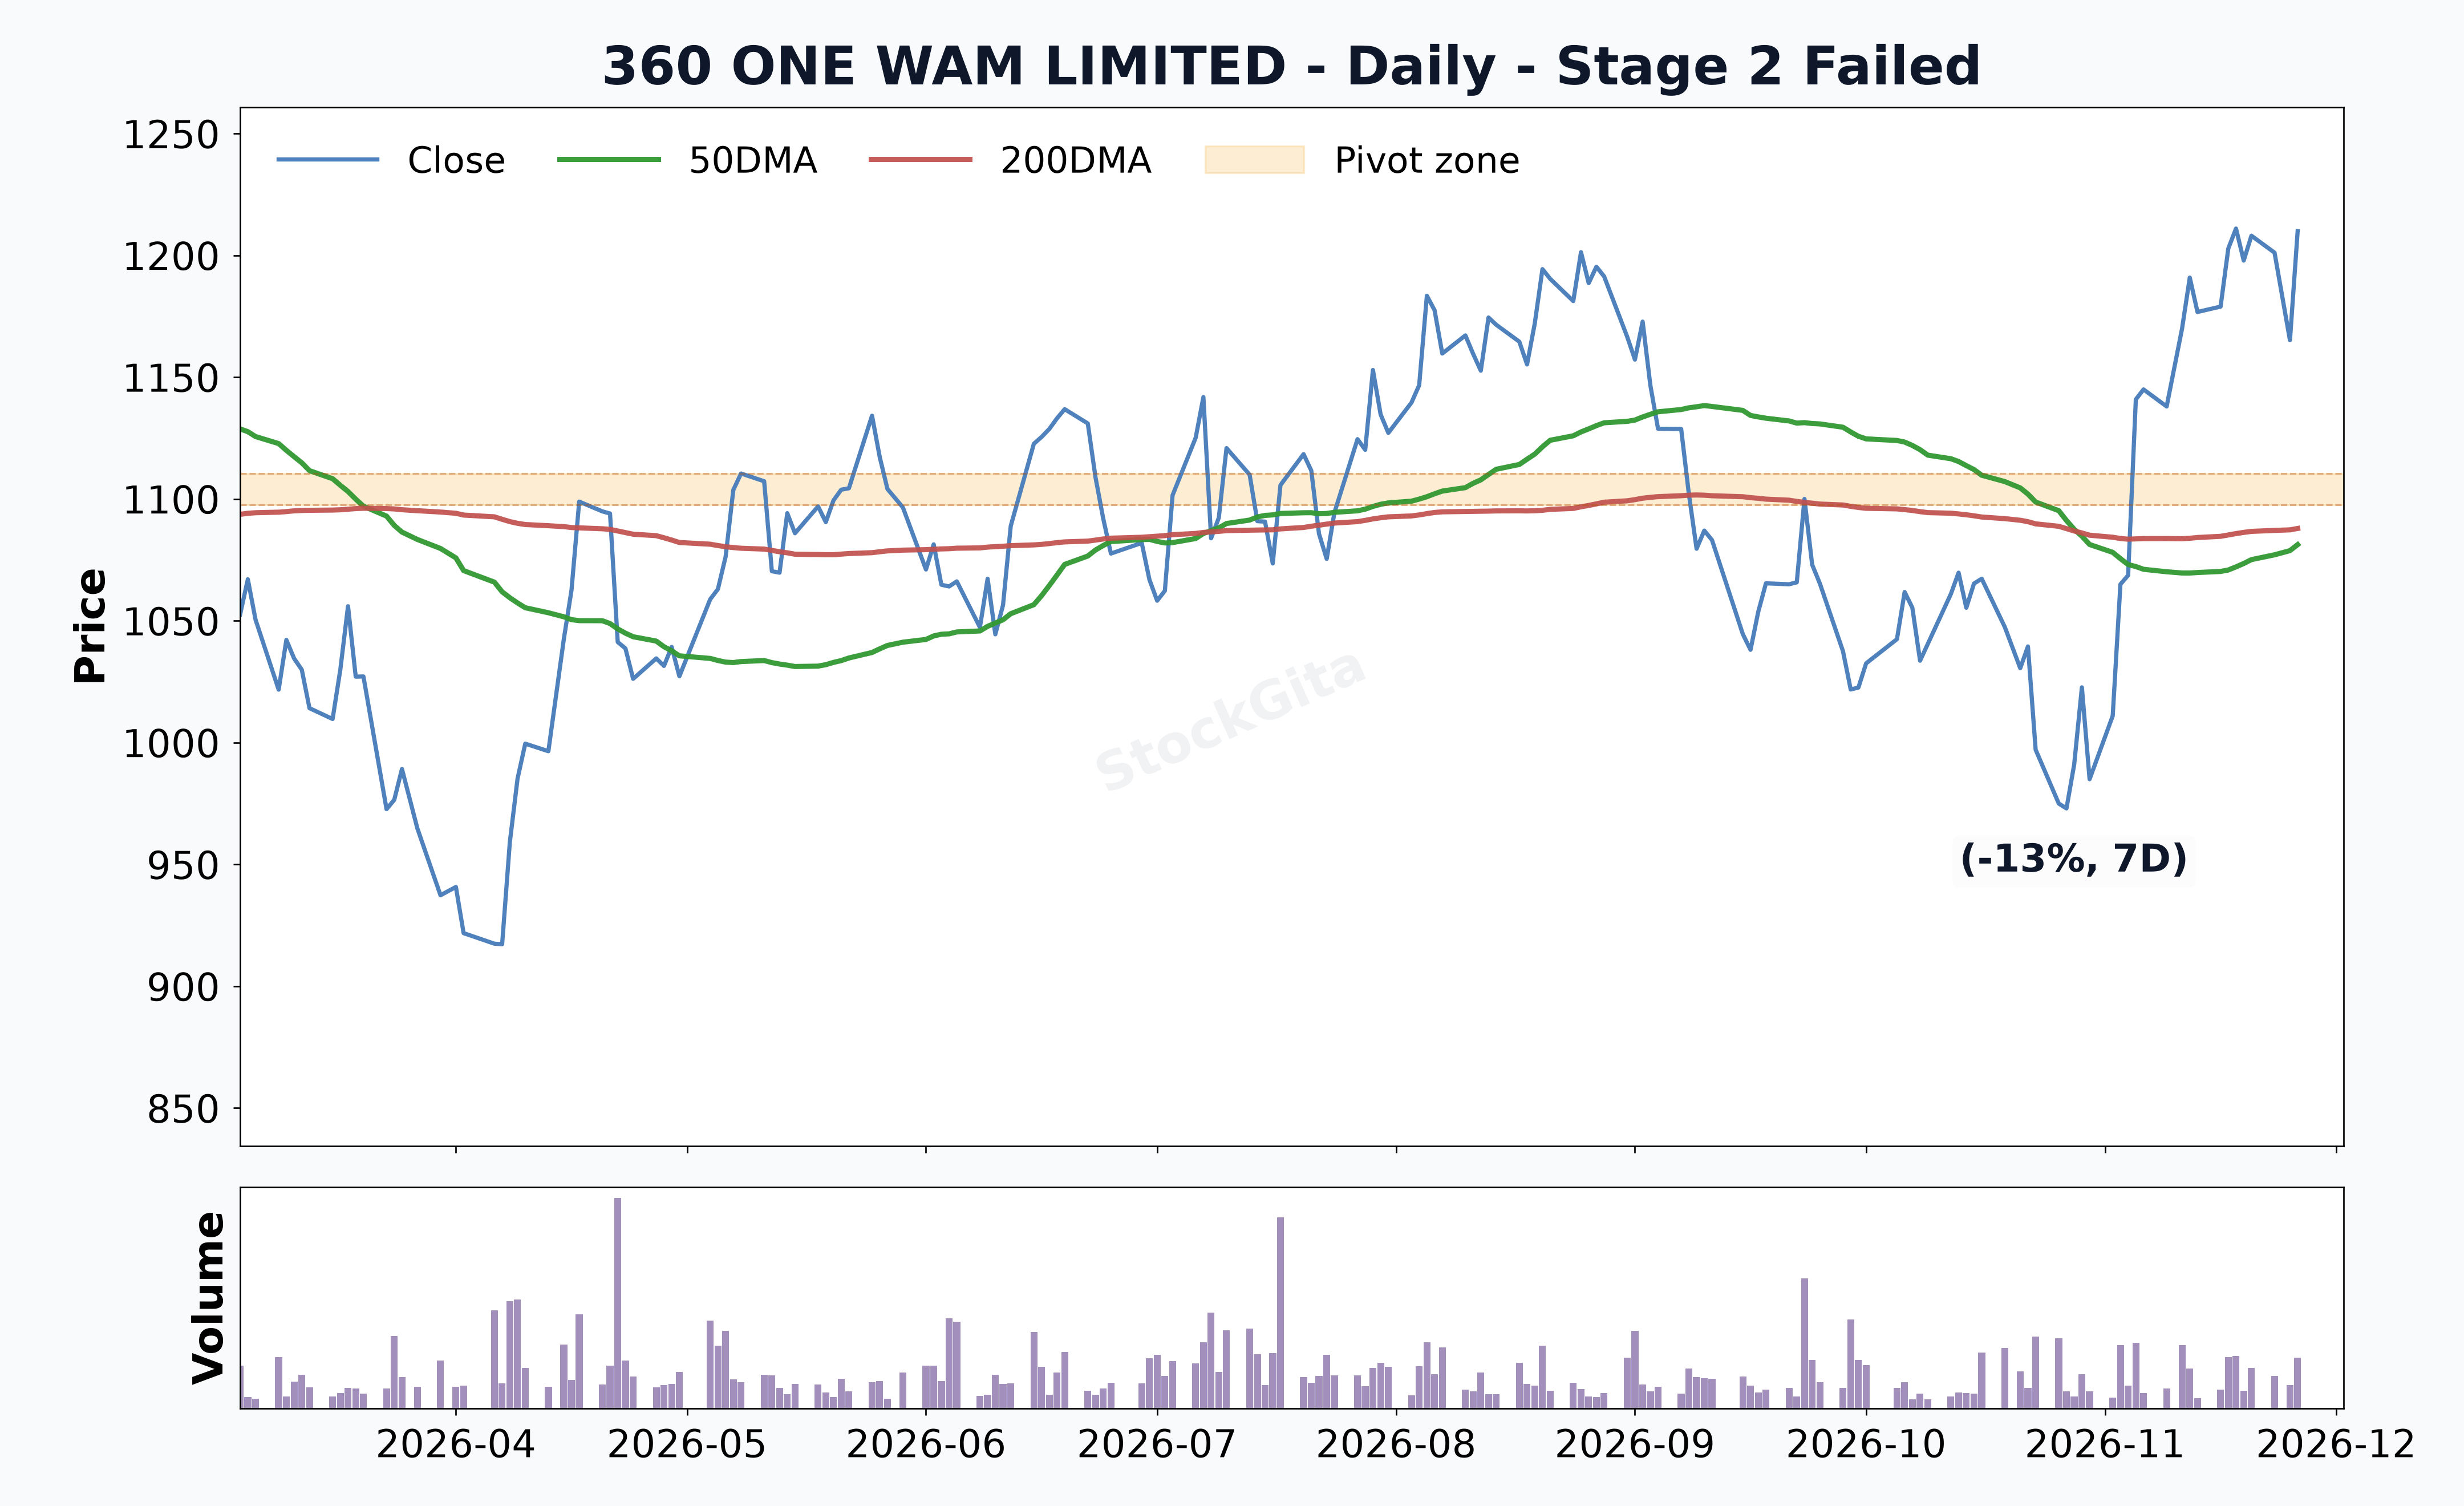 360 ONE WAM LIMITED - Daily - Stage 2 Failed
Close 50DMA 200DMA Pivot zone
Price
1250
1200
1150
1100
1050
1000
950
900
850
StockGita
(-13%, 7D)
Volume
2026-04 2026-05 2026-06 2026-07 2026-08 2026-09 2026-10 2026-11 2026-12